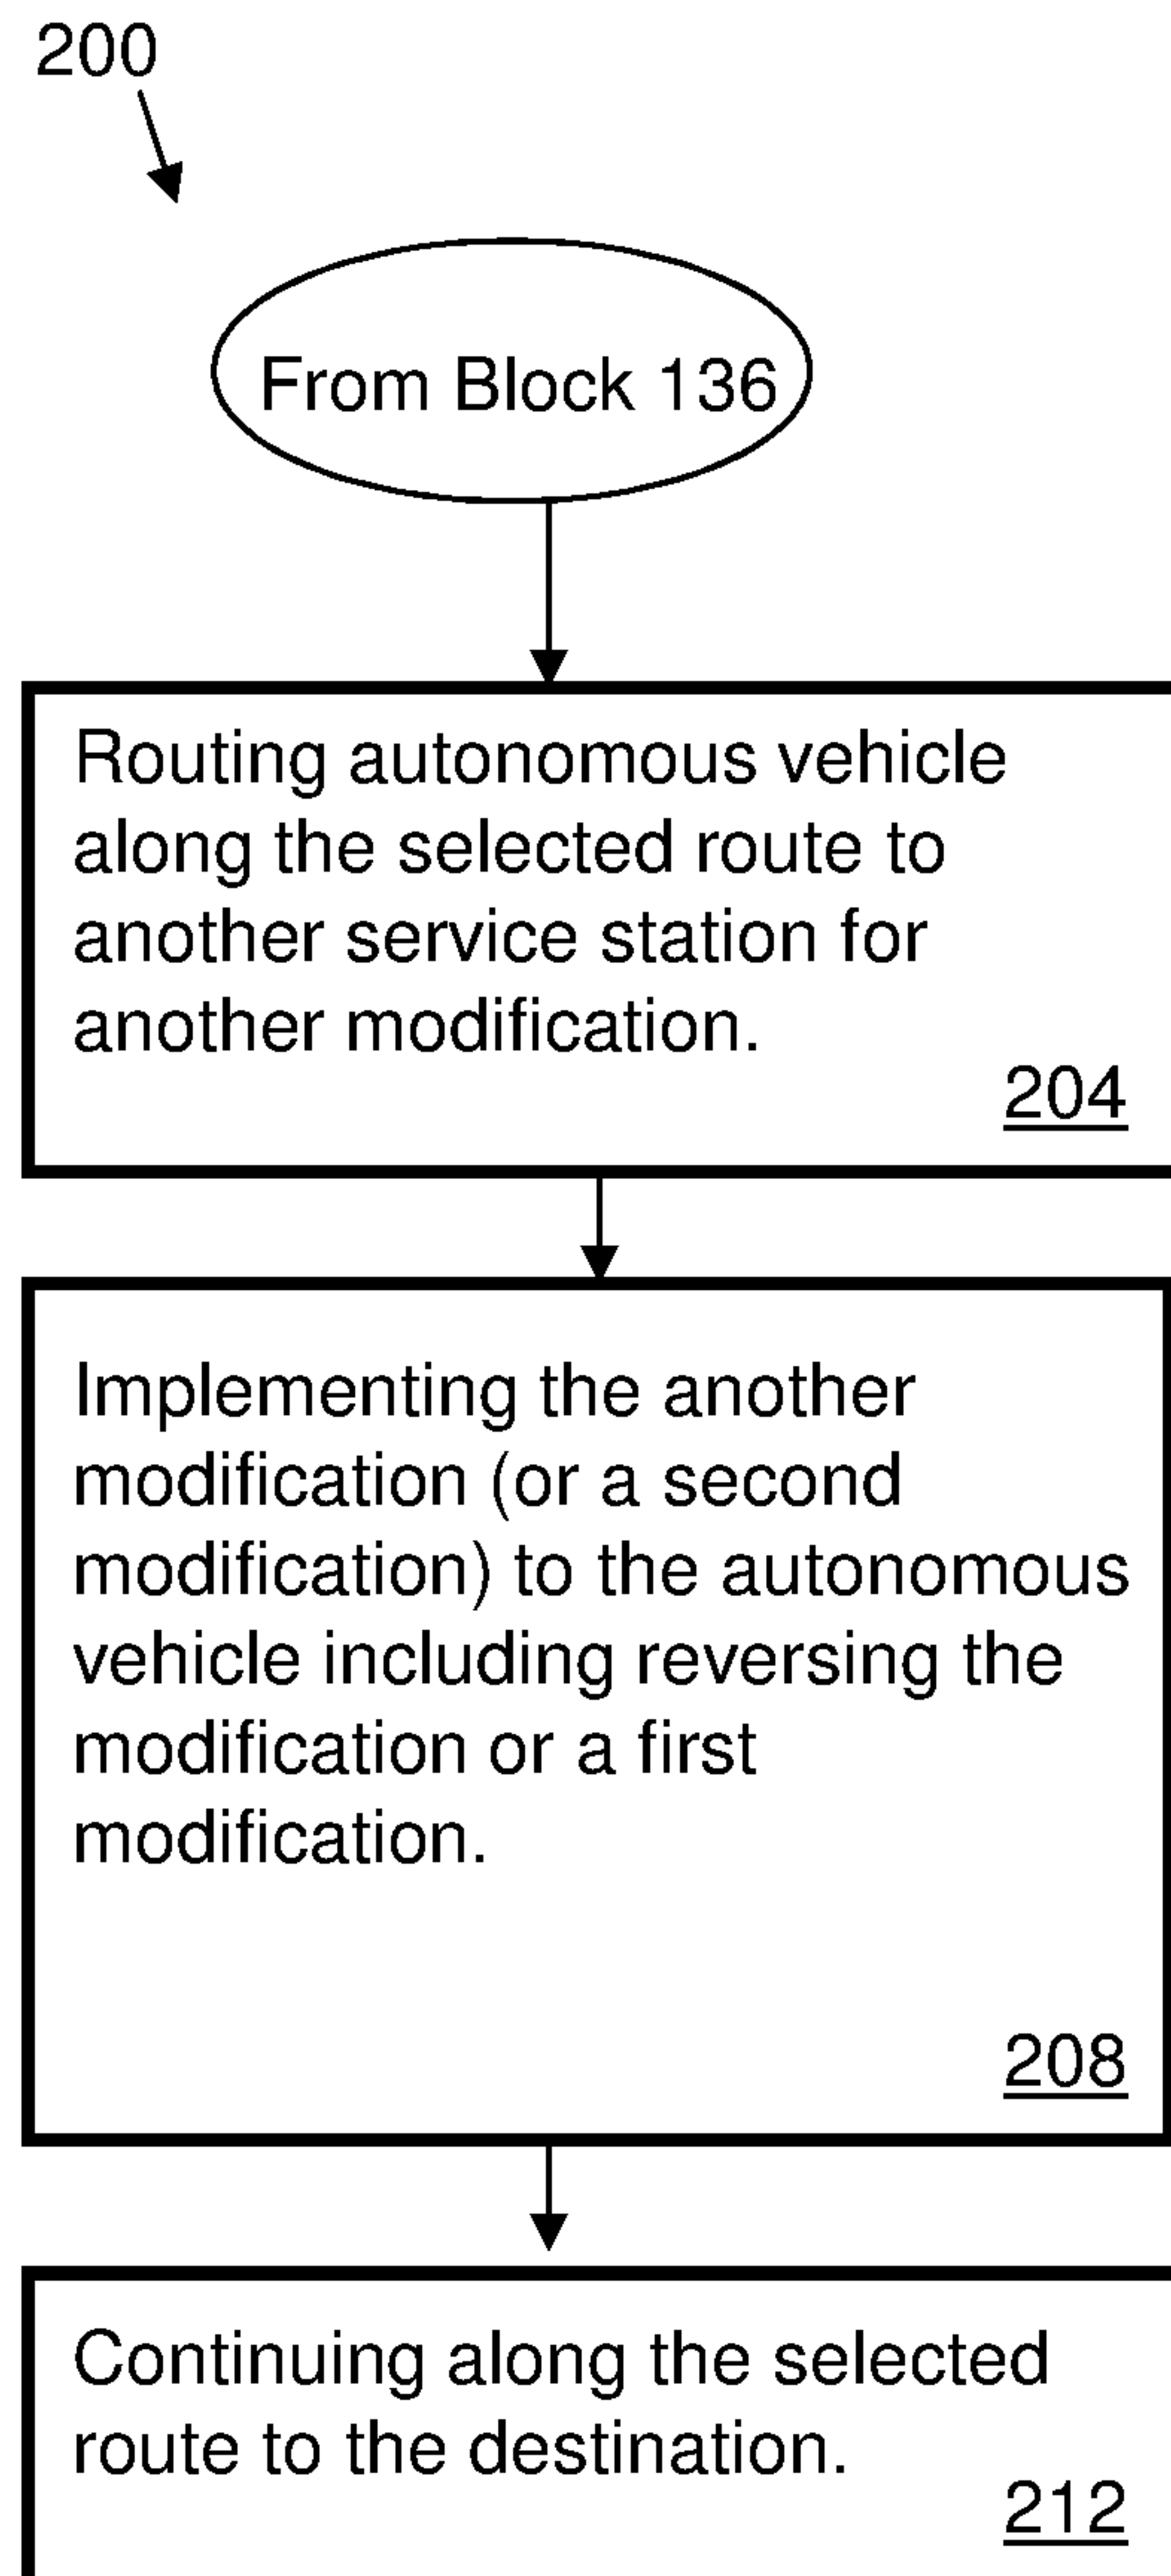 200
From Block 136
Routing autonomous vehicle
along the selected route to
another service station for
another modification.
204
Implementing the another
modification (or a second
modification) to the autonomous
vehicle including reversing the
modification or a first
modification.
208
Continuing along the selected
route to the destination.
212